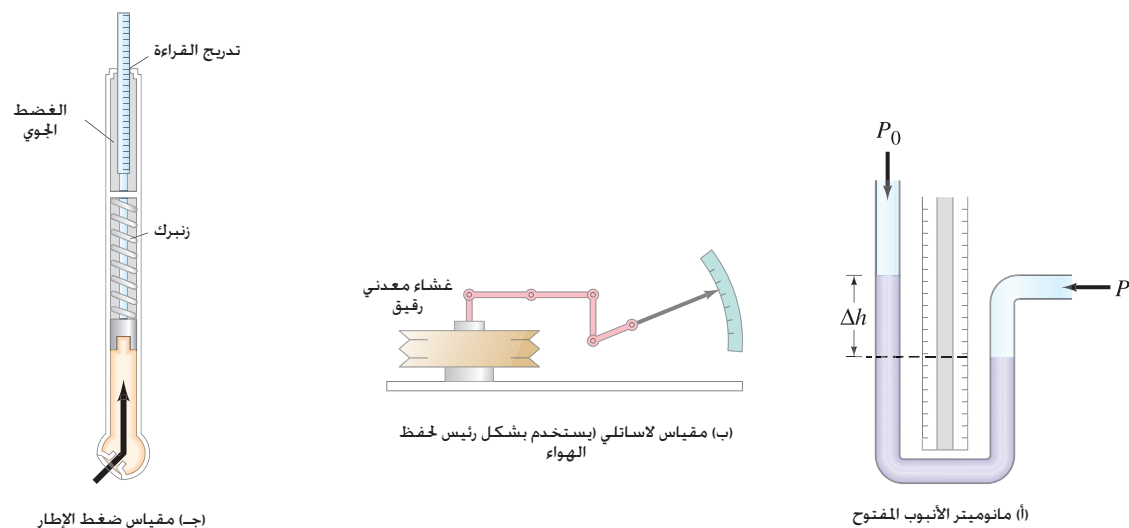 P₀
Δh
P
(أ) مانوميتر الأنبوب المفتوح
غشاء معدني
رقيق
(ب) مقياس لاساتلي (يستخدم بشكل رئيس لحفظ
الهواء
تدريج القراءة
الغضط
الجوي
زنبرك
(جـ) مقياس ضغط الإطار